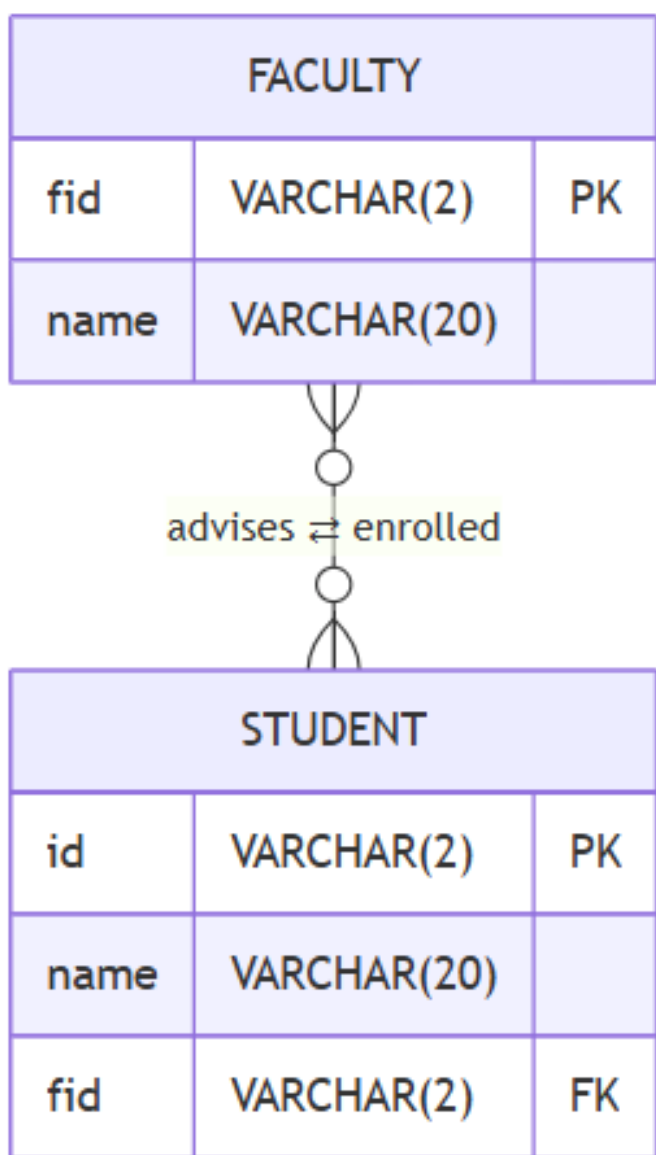 FACULTY
fid VARCHAR(2) PK
name VARCHAR(20)
advises ⇄ enrolled
STUDENT
id VARCHAR(2) PK
name VARCHAR(20)
fid VARCHAR(2) FK